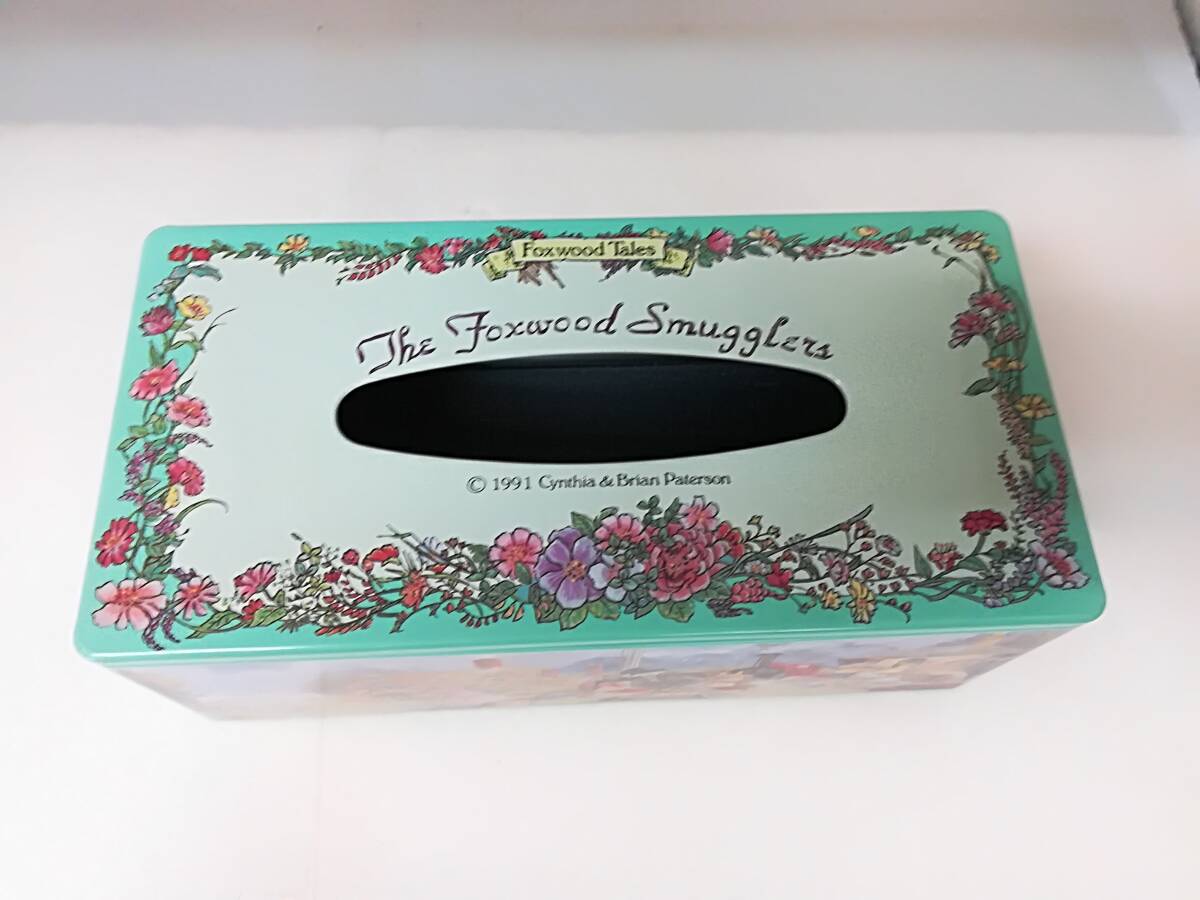 Foxwood Tales
The Foxwood Smugglers
© 1991 Cynthia & Brian Paterson